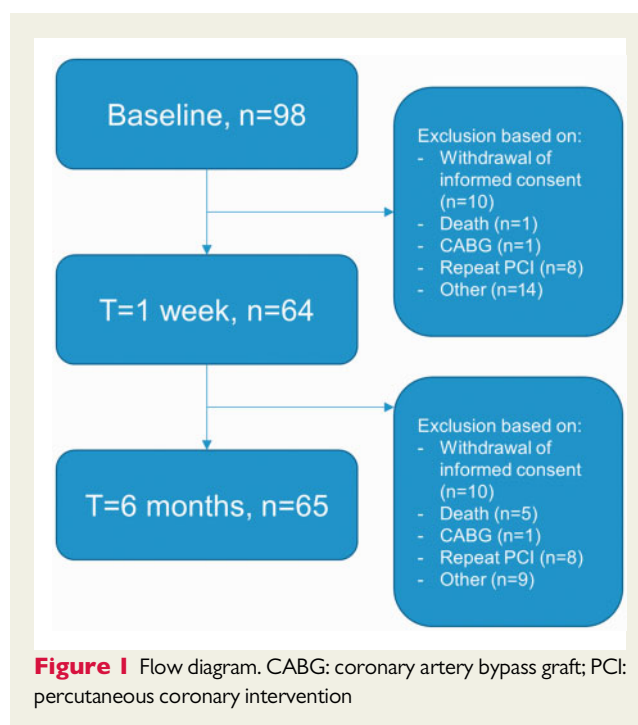 Baseline, n=98
Exclusion based on:
- Withdrawal of
informed consent
(n=10)
- Death (n=1)
- CABG (n=1)
- Repeat PCI (n=8)
- Other (n=14)
T=1 week, n=64
Exclusion based on:
- Withdrawal of
informed consent
(n=10)
- Death (n=5)
- CABG (n=1)
- Repeat PCI (n=8)
- Other (n=9)
T=6 months, n=65
Figure 1 Flow diagram. CABG: coronary artery bypass graft; PCI:
percutaneous coronary intervention